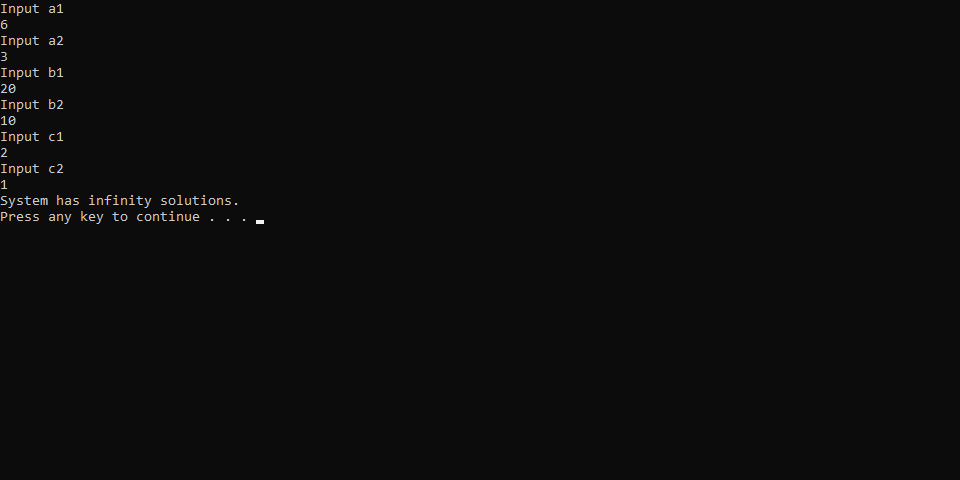 Input a1
6
Input a2
3
Input b1
20
Input b2
10
Input c1
2
Input c2
1
System has infinity solutions.
Press any key to continue . . .